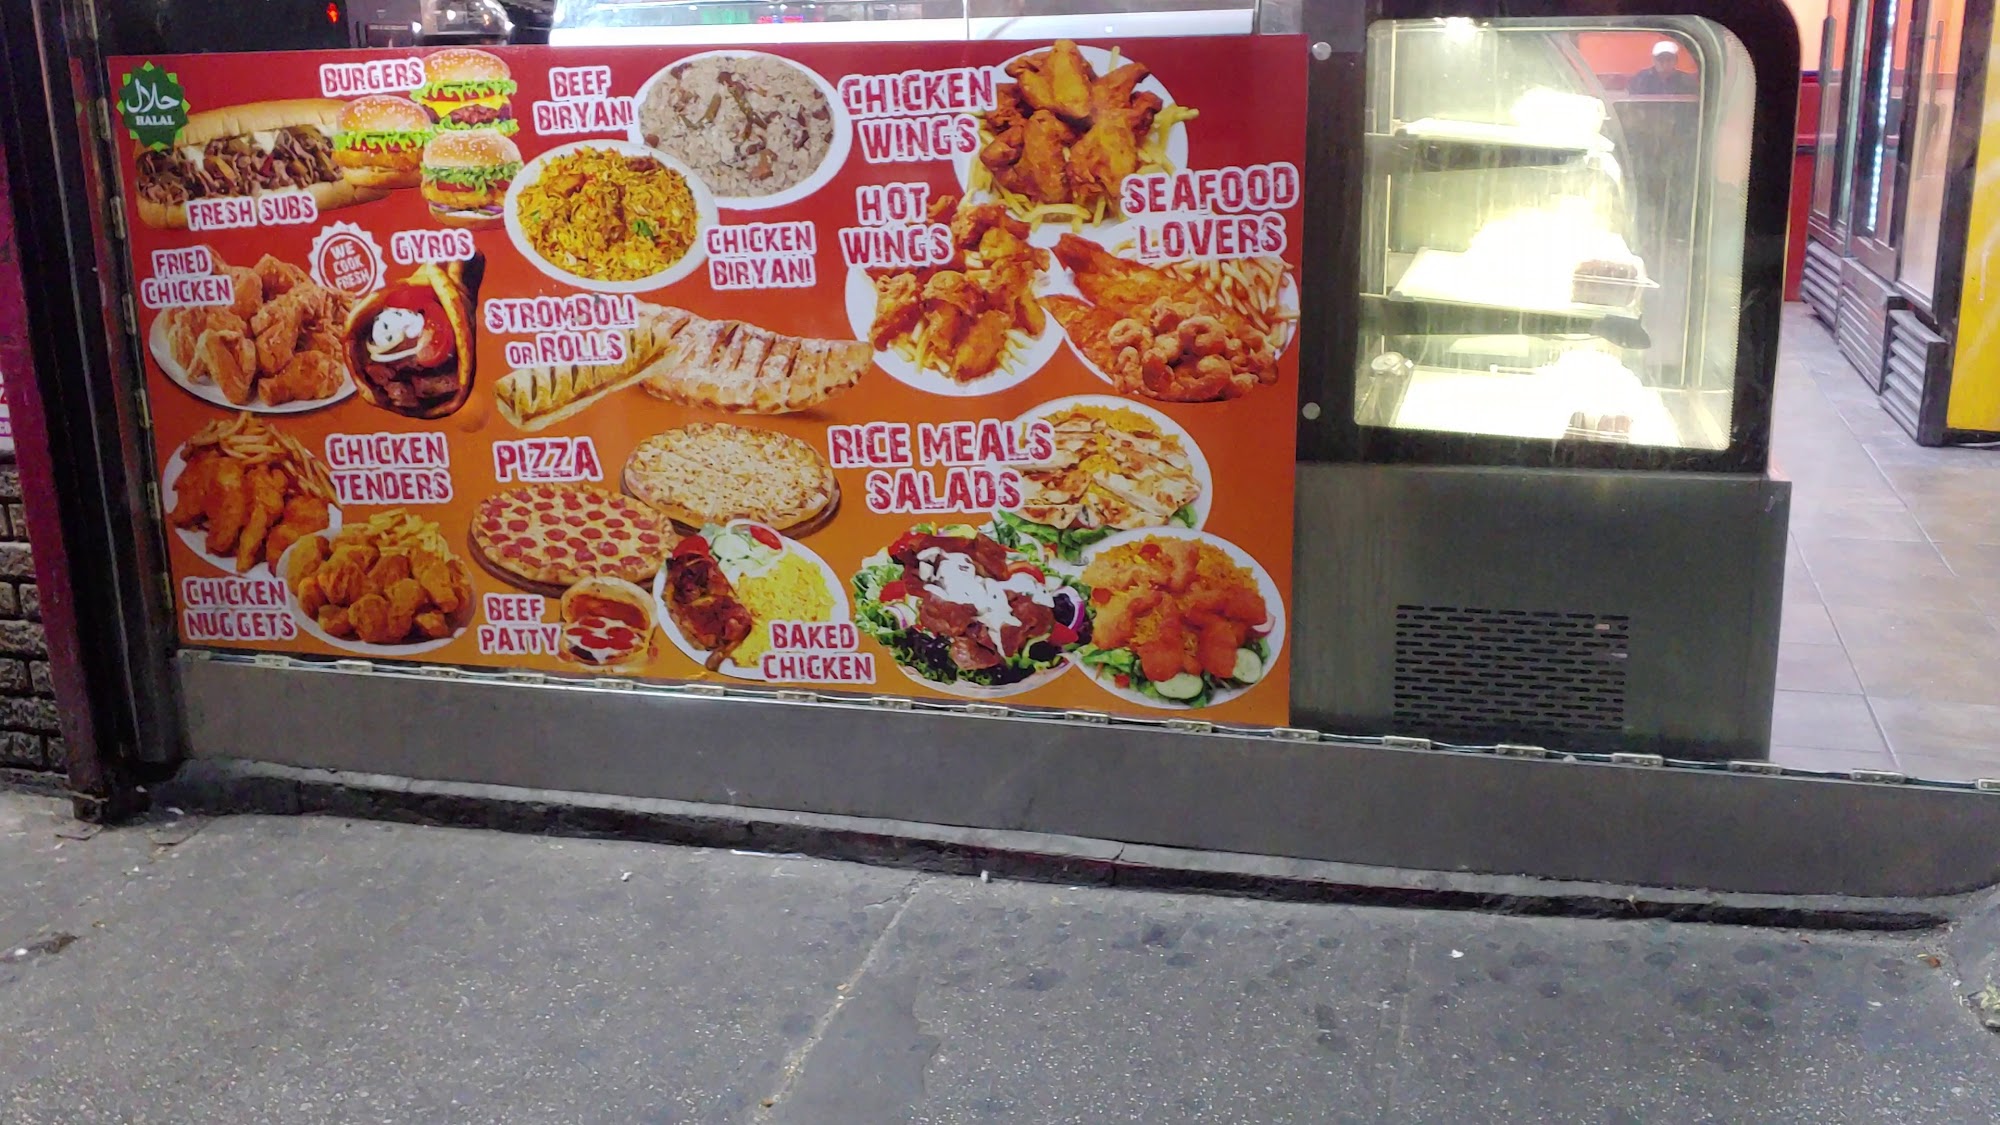 حلال
HALAL
BURGERS
FRESH SUBS
BEEF
BIRYANI
CHICKEN
WINGS
HOT
WINGS
SEAFOOD
LOVERS
FRIED
CHICKEN
WE
COOK
FRESH
GYROS
CHICKEN
BIRYANI
STROMBOLI
OR ROLLS
CHICKEN
TENDERS
PIZZA
RICE MEALS
SALADS
CHICKEN
NUGGETS
BEEF
PATTY
BAKED
CHICKEN